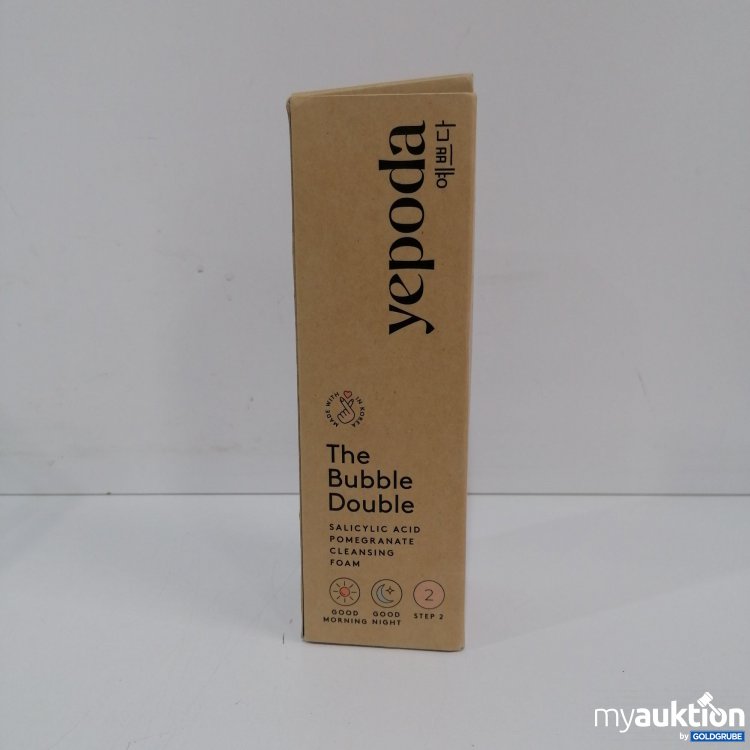 yepoda
예쁘다
MADE WITH
IN KOREA
The
Bubble
Double
SALICYLIC ACID
POMEGRANATE
CLEANSING
FOAM
2
GOOD
MORNING
GOOD
NIGHT
STEP 2
myauktion
by GOLDGRUBE